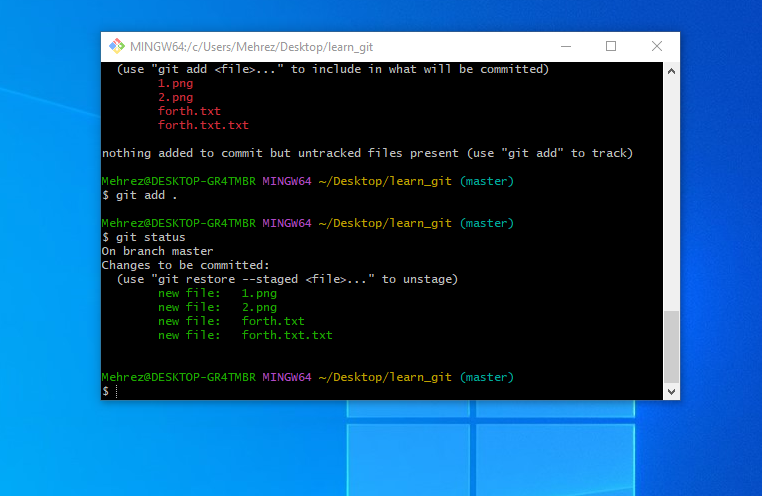 MINGW64:/c/Users/Mehrez/Desktop/learn_git
(use "git add <file>..." to include in what will be committed)
1.png
2.png
forth.txt
forth.txt.txt
nothing added to commit but untracked files present (use "git add" to track)
Mehrez@DESKTOP-GR4TMBR MINGW64 ~/Desktop/learn_git (master)
$ git add .
Mehrez@DESKTOP-GR4TMBR MINGW64 ~/Desktop/learn_git (master)
$ git status
On branch master
Changes to be committed:
(use "git restore --staged <file>..." to unstage)
new file:   1.png
new file:   2.png
new file:   forth.txt
new file:   forth.txt.txt
Mehrez@DESKTOP-GR4TMBR MINGW64 ~/Desktop/learn_git (master)
$